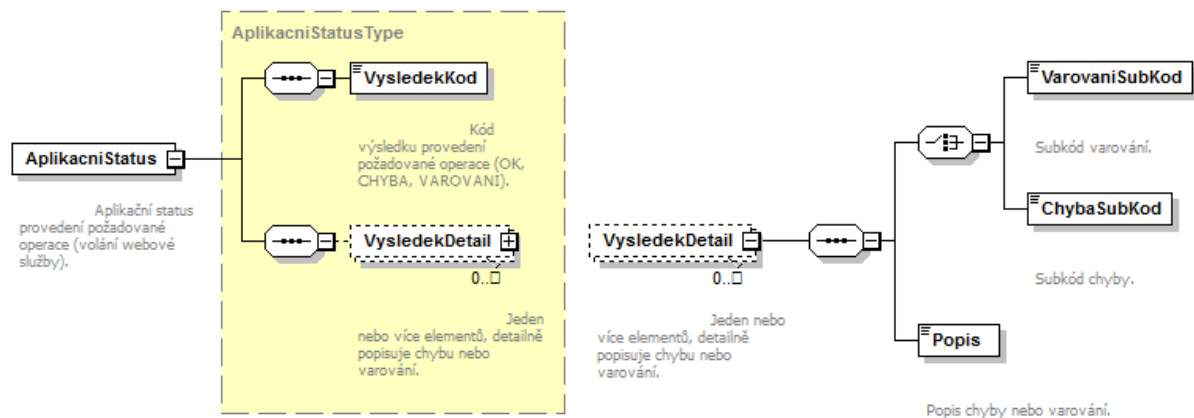 AplikacniStatusType
VysledekKod
Kód
výsledku provedení
požadované operace (OK,
CHYBA, VAROVANI).
AplikacniStatus
Aplikační status
provedení požadované
operace (volání webové
služby).
VysledekDetail
0..□
Jeden
nebo více elementů, detailně
popisuje chybu nebo
varování.
VysledekDetail
0..□
Jeden nebo
více elementů, detailně
popisuje chybu nebo
varování.
VarovaniSubKod
Subkód varování.
ChybaSubKod
Subkód chyby.
Popis
Popis chyby nebo varování.